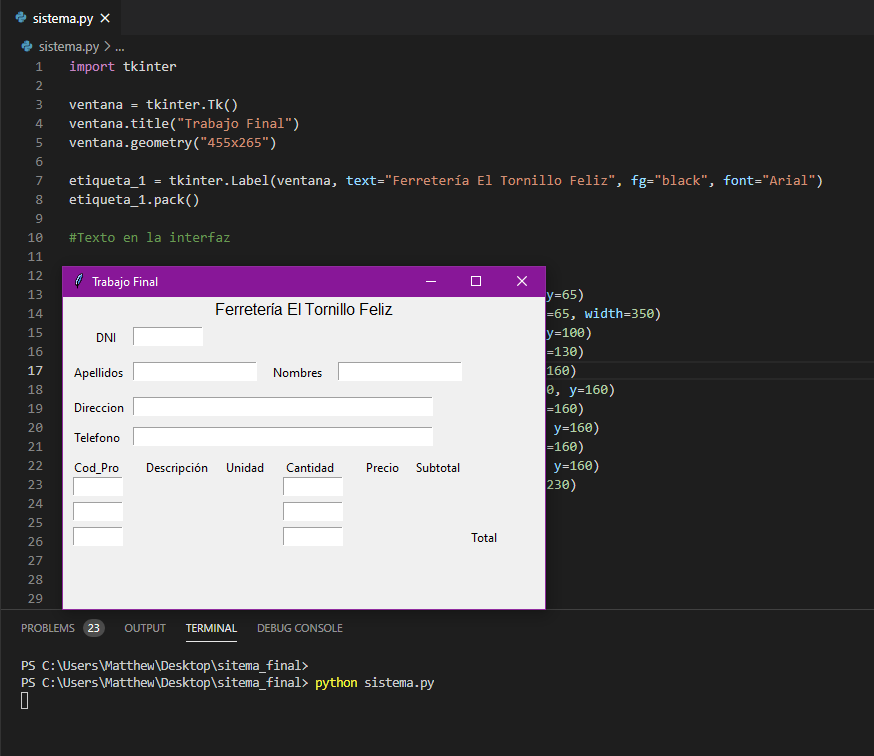 sistema.py ×
sistema.py > ...
1 import tkinter
2
3 ventana = tkinter.Tk()
4 ventana.title("Trabajo Final")
5 ventana.geometry("455x265")
6
7 etiqueta_1 = tkinter.Label(ventana, text="Ferretería El Tornillo Feliz", fg="black", font="Arial")
8 etiqueta_1.pack()
9
10 #Texto en la interfaz
11
12
13 y=65)
14 =65, width=350)
15 y=100)
16 =130)
17 160)
18 0, y=160)
19 =160)
20 y=160)
21 =160)
22 y=160)
23 230)
24
25
26
27
28
29
Trabajo Final
Ferretería El Tornillo Feliz
DNI
Apellidos Nombres
Direccion
Telefono
Cod_Pro Descripción Unidad Cantidad Precio Subtotal
Total
PROBLEMS 23 OUTPUT TERMINAL DEBUG CONSOLE
PS C:\Users\Matthew\Desktop\sitema_final>
PS C:\Users\Matthew\Desktop\sitema_final> python sistema.py